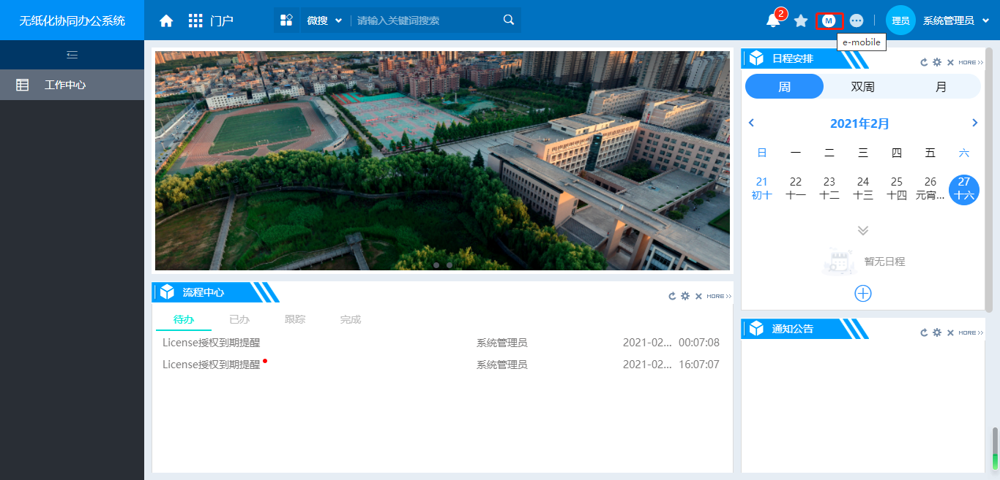 无纸化协同办公系统
门户
微搜
请输入关键词搜索
2
M
理员
系统管理员
e-mobile
工作中心
日程安排
MORE
周 双周 月
2021年2月
日 一 二 三 四 五 六
21 22 23 24 25 26 27
初十 十一 十二 十三 十四 元宵... 十六
暂无日程
流程中心
MORE
待办 已办 跟踪 完成
License授权到期提醒 系统管理员 2021-02... 00:07:08
License授权到期提醒 系统管理员 2021-02... 16:07:07
通知公告
MORE